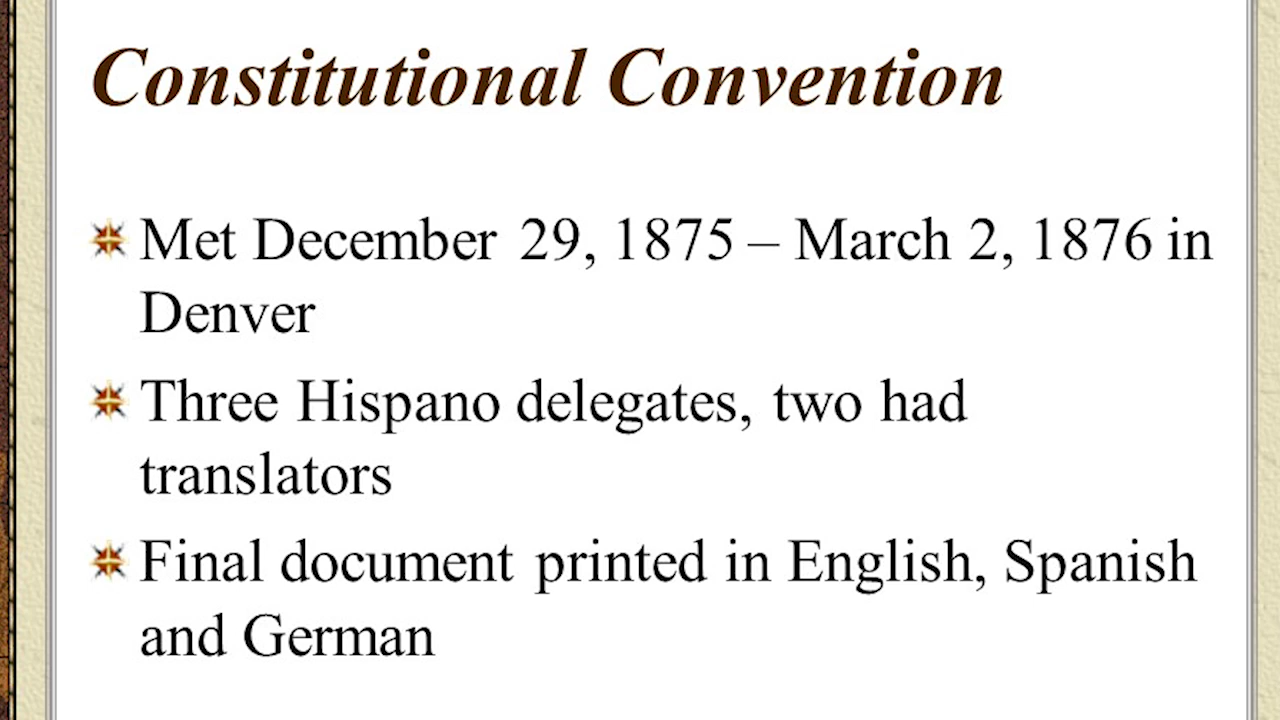 Constitutional Convention
Met December 29, 1875 – March 2, 1876 in
Denver
Three Hispano delegates, two had
translators
Final document printed in English, Spanish
and German